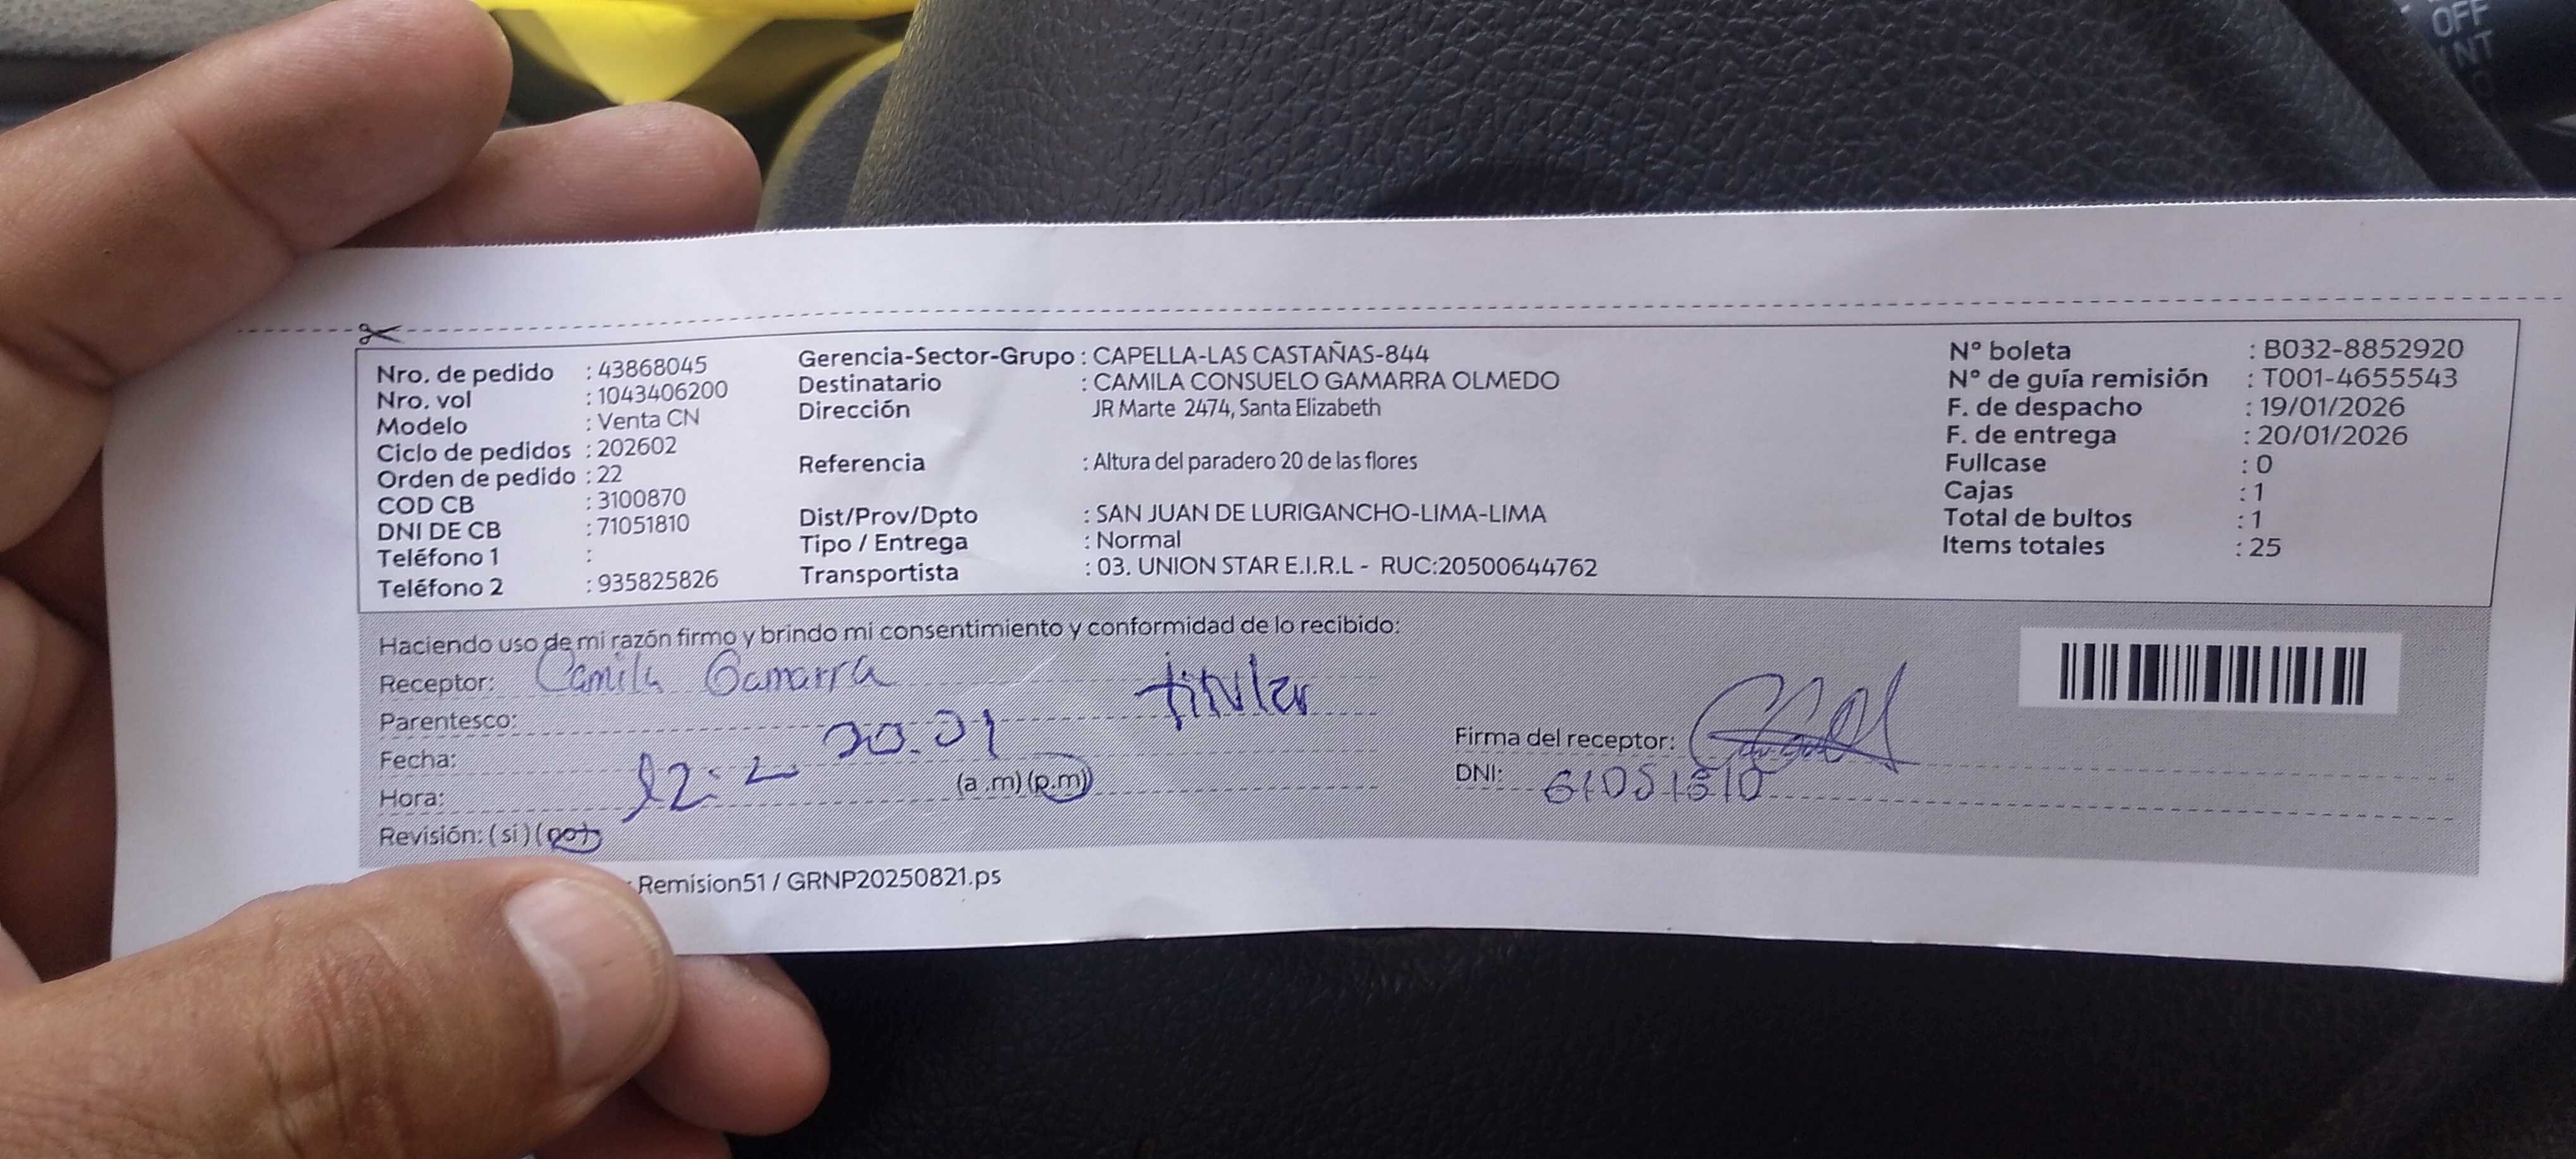 OFF
INT
Nro. de pedido : 43868045
Nro. vol : 1043406200
Modelo : Venta CN
Ciclo de pedidos : 202602
Orden de pedido : 22
COD CB : 3100870
DNI DE CB : 71051810
Teléfono 1 :
Teléfono 2 : 935825826
Gerencia-Sector-Grupo : CAPELLA-LAS CASTAÑAS-844
Destinatario : CAMILA CONSUELO GAMARRA OLMEDO
Dirección JR Marte 2474, Santa Elizabeth
Referencia : Altura del paradero 20 de las flores
Dist/Prov/Dpto : SAN JUAN DE LURIGANCHO-LIMA-LIMA
Tipo / Entrega : Normal
Transportista : 03. UNION STAR E.I.R.L - RUC:20500644762
N° boleta : B032-8852920
N° de guía remisión : T001-4655543
F. de despacho : 19/01/2026
F. de entrega : 20/01/2026
Fullcase : 0
Cajas : 1
Total de bultos : 1
Items totales : 25
Haciendo uso de mi razón firmo y brindo mi consentimiento y conformidad de lo recibido:
Receptor: Camila Gamarra
Parentesco: titular
Fecha: 20.01
Hora: (a .m) (p.m)
Revisión: (si) (no)
Firma del receptor:
DNI:
Remision51 / GRNP20250821.ps